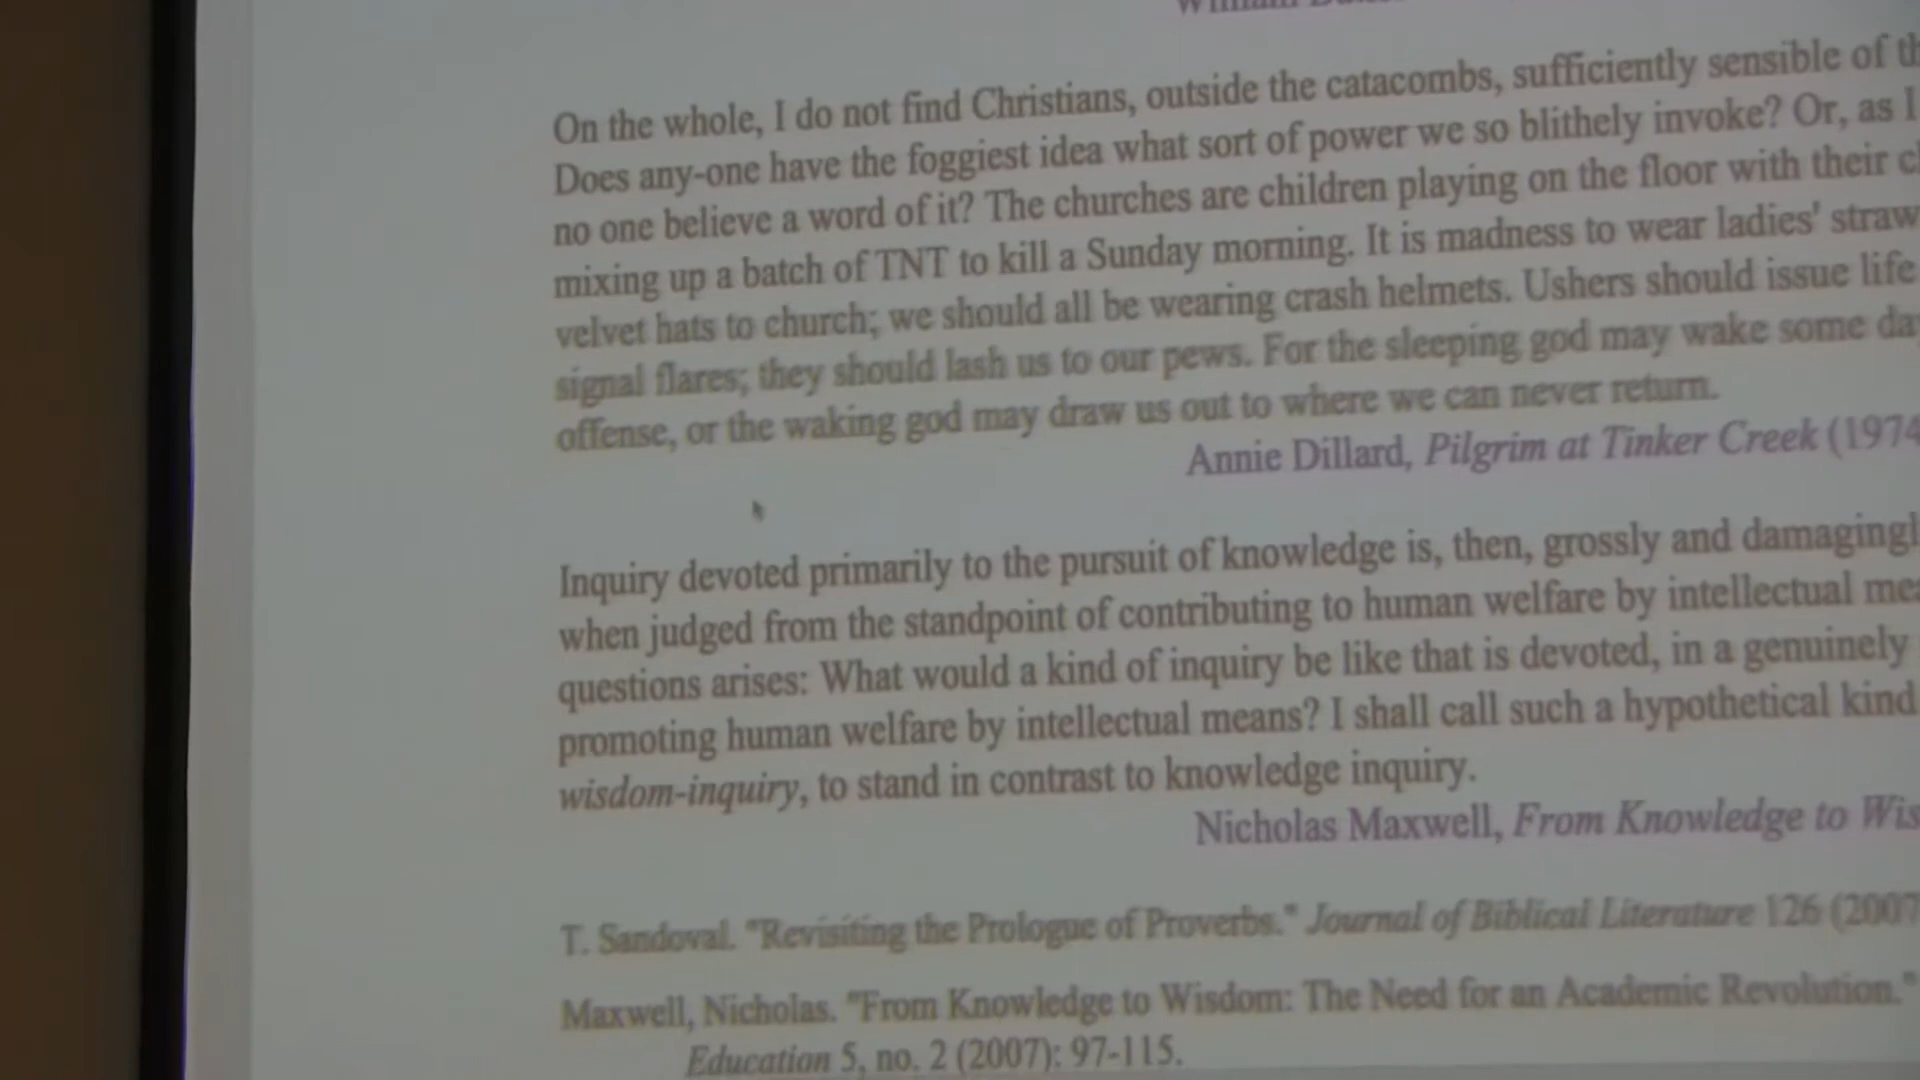 William
On the whole, I do not find Christians, outside the catacombs, sufficiently sensible of
Does any-one have the foggiest idea what sort of power we so blithely invoke? Or, as I
no one believe a word of it? The churches are children playing on the floor with their
mixing up a batch of TNT to kill a Sunday morning. It is madness to wear ladies' straw
velvet hats to church; we should all be wearing crash helmets. Ushers should issue life
signal flares; they should lash us to our pews. For the sleeping god may wake some
offense, or the waking god may draw us out to where we can never return.
Annie Dillard, Pilgrim at Tinker Creek (1974
Inquiry devoted primarily to the pursuit of knowledge is, then, grossly and
when judged from the standpoint of contributing to human welfare by intellectual
questions arises: What would a kind of inquiry be like that is devoted, in a genuinely
promoting human welfare by intellectual means? I shall call such a hypothetical kind
wisdom-inquiry, to stand in contrast to knowledge inquiry.
Nicholas Maxwell, From Knowledge to Wis
T. Sandoval. "Revisiting the Prologue of Proverbs." Journal of Biblical Literature 126 (2007
Maxwell, Nicholas. "From Knowledge to Wisdom: The Need for an Academic Revolution."
Education 5, no. 2 (2007): 97-115.